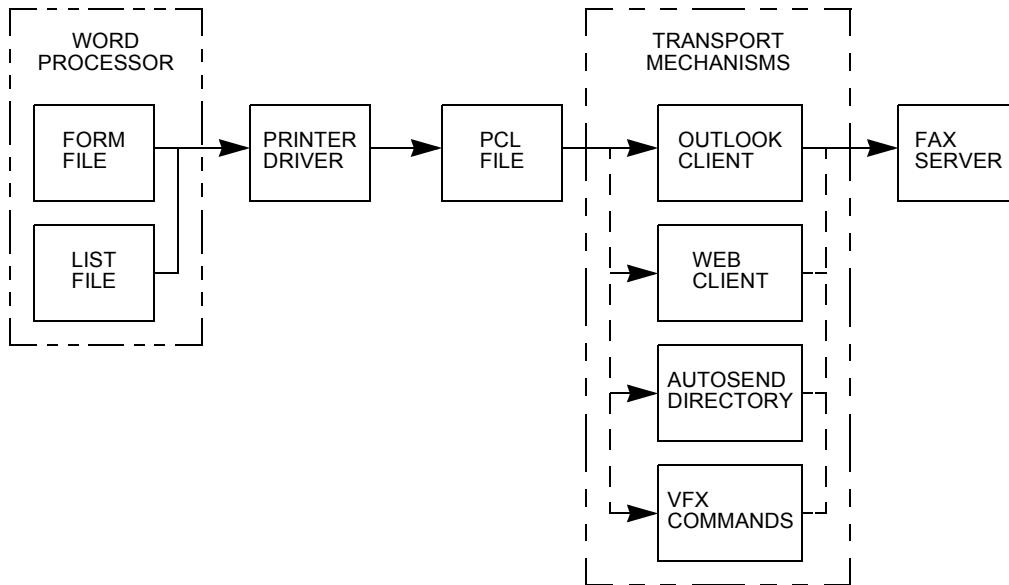 WORD
PROCESSOR
FORM
FILE
LIST
FILE
PRINTER
DRIVER
PCL
FILE
TRANSPORT
MECHANISMS
OUTLOOK
CLIENT
WEB
CLIENT
AUTOSEND
DIRECTORY
VFX
COMMANDS
FAX
SERVER